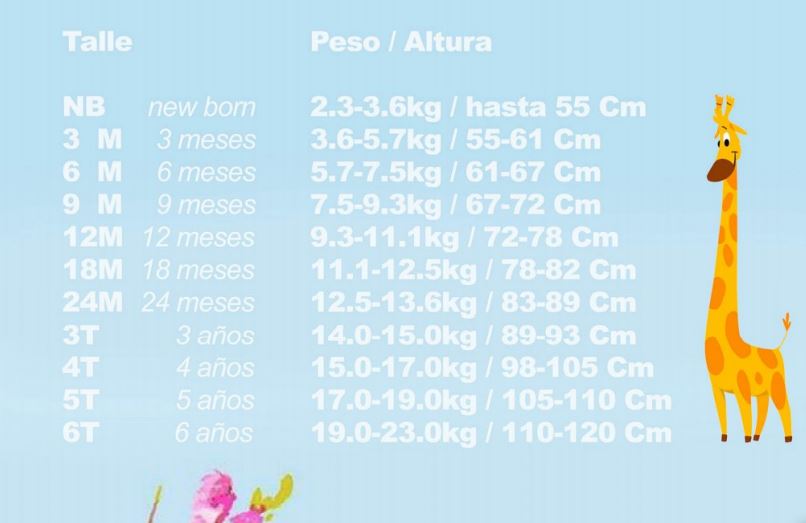 Talle Peso / Altura
NB new born 2.3-3.6kg / hasta 55 Cm
3 M 3 meses 3.6-5.7kg / 55-61 Cm
6 M 6 meses 5.7-7.5kg / 61-67 Cm
9 M 9 meses 7.5-9.3kg / 67-72 Cm
12M 12 meses 9.3-11.1kg / 72-78 Cm
18M 18 meses 11.1-12.5kg / 78-82 Cm
24M 24 meses 12.5-13.6kg / 83-89 Cm
3T 3 años 14.0-15.0kg / 89-93 Cm
4T 4 años 15.0-17.0kg / 98-105 Cm
5T 5 años 17.0-19.0kg / 105-110 Cm
6T 6 años 19.0-23.0kg / 110-120 Cm